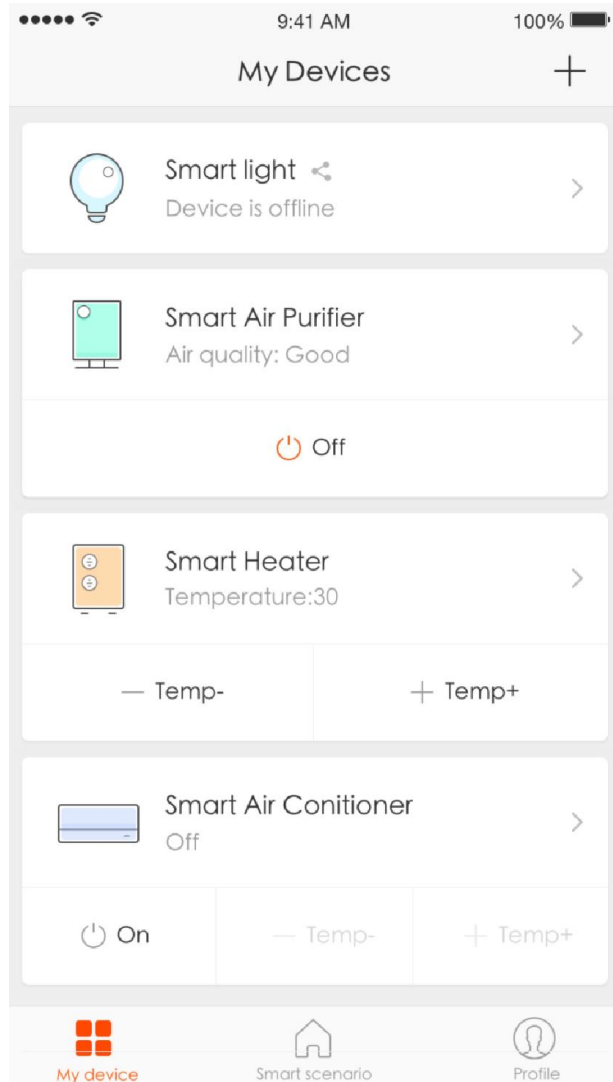 9:41 AM 100%
My Devices
Smart light
Device is offline
Smart Air Purifier
Air quality: Good
Off
Smart Heater
Temperature:30
Temp- Temp+
Smart Air Conitioner
Off
On Temp- Temp+
My device Smart scenario Profile